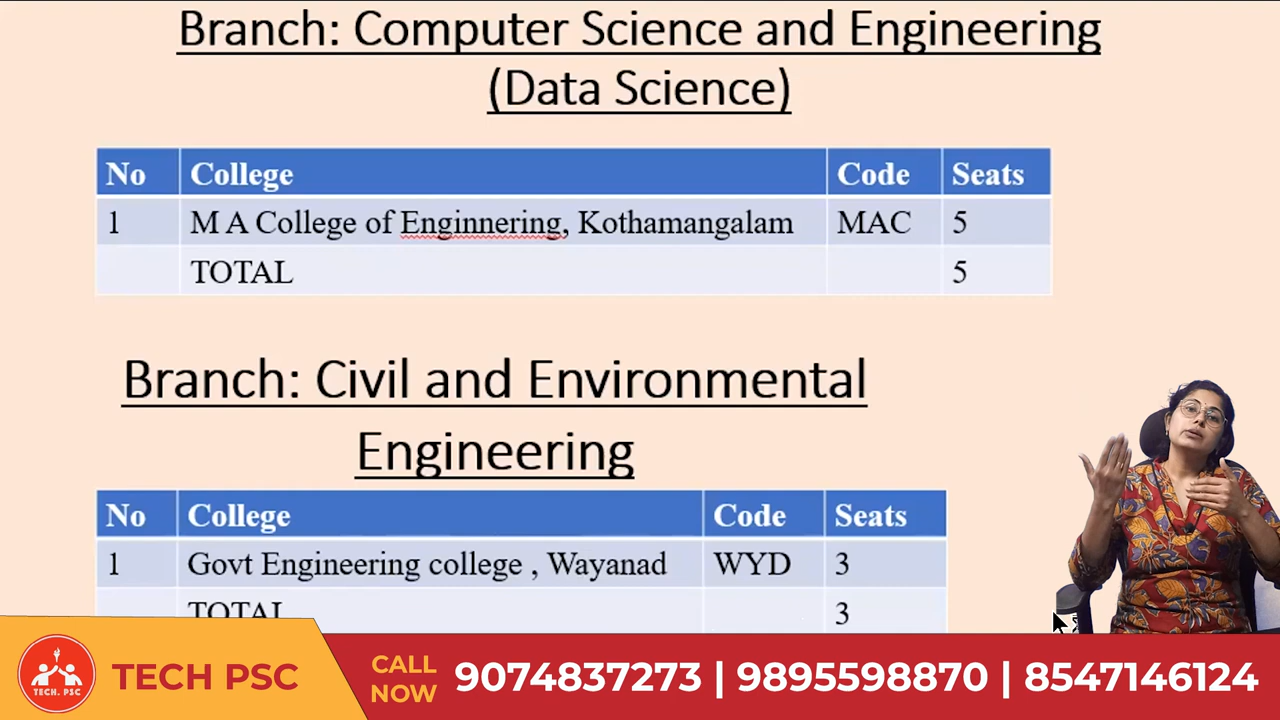 Branch: Computer Science and Engineering
(Data Science)
No College Code Seats
1 M A College of Enginnering, Kothamangalam MAC 5
TOTAL 5
Branch: Civil and Environmental
Engineering
No College Code Seats
1 Govt Engineering college , Wayanad WYD 3
TOTAL 3
TECH. PSC
TECH PSC
CALL
NOW
9074837273 | 9895598870 | 8547146124